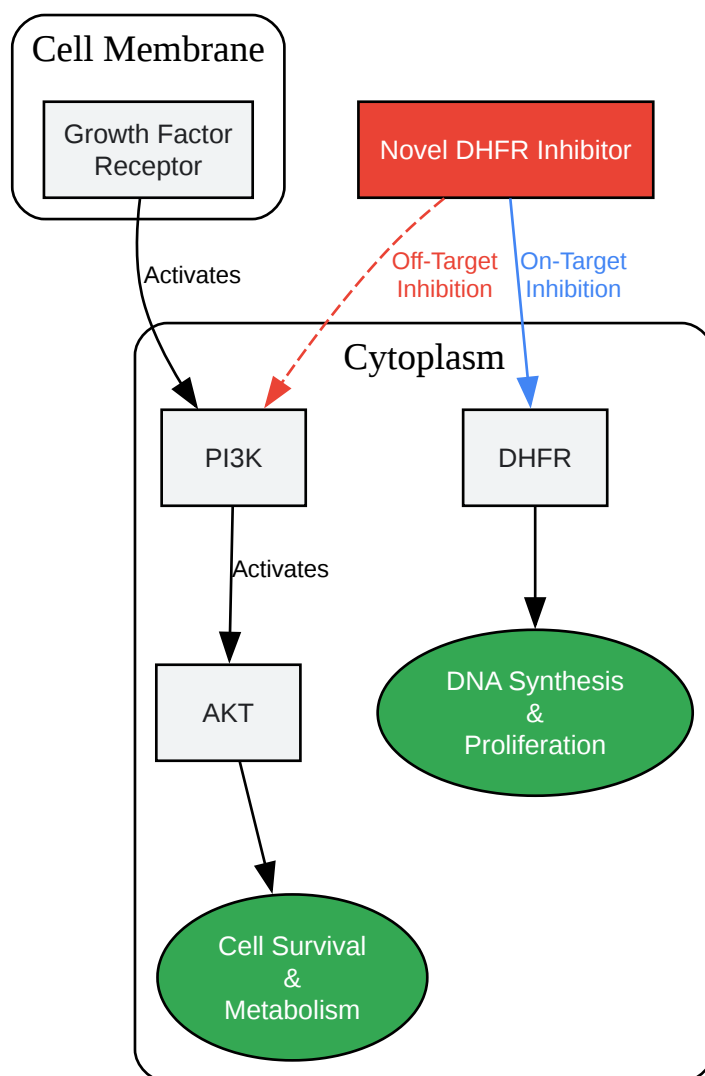 Cell Membrane
Growth Factor
Receptor
Novel DHFR Inhibitor
Activates
Off-Target
Inhibition
On-Target
Inhibition
Cytoplasm
PI3K
DHFR
Activates
AKT
DNA Synthesis
&
Proliferation
Cell Survival
&
Metabolism